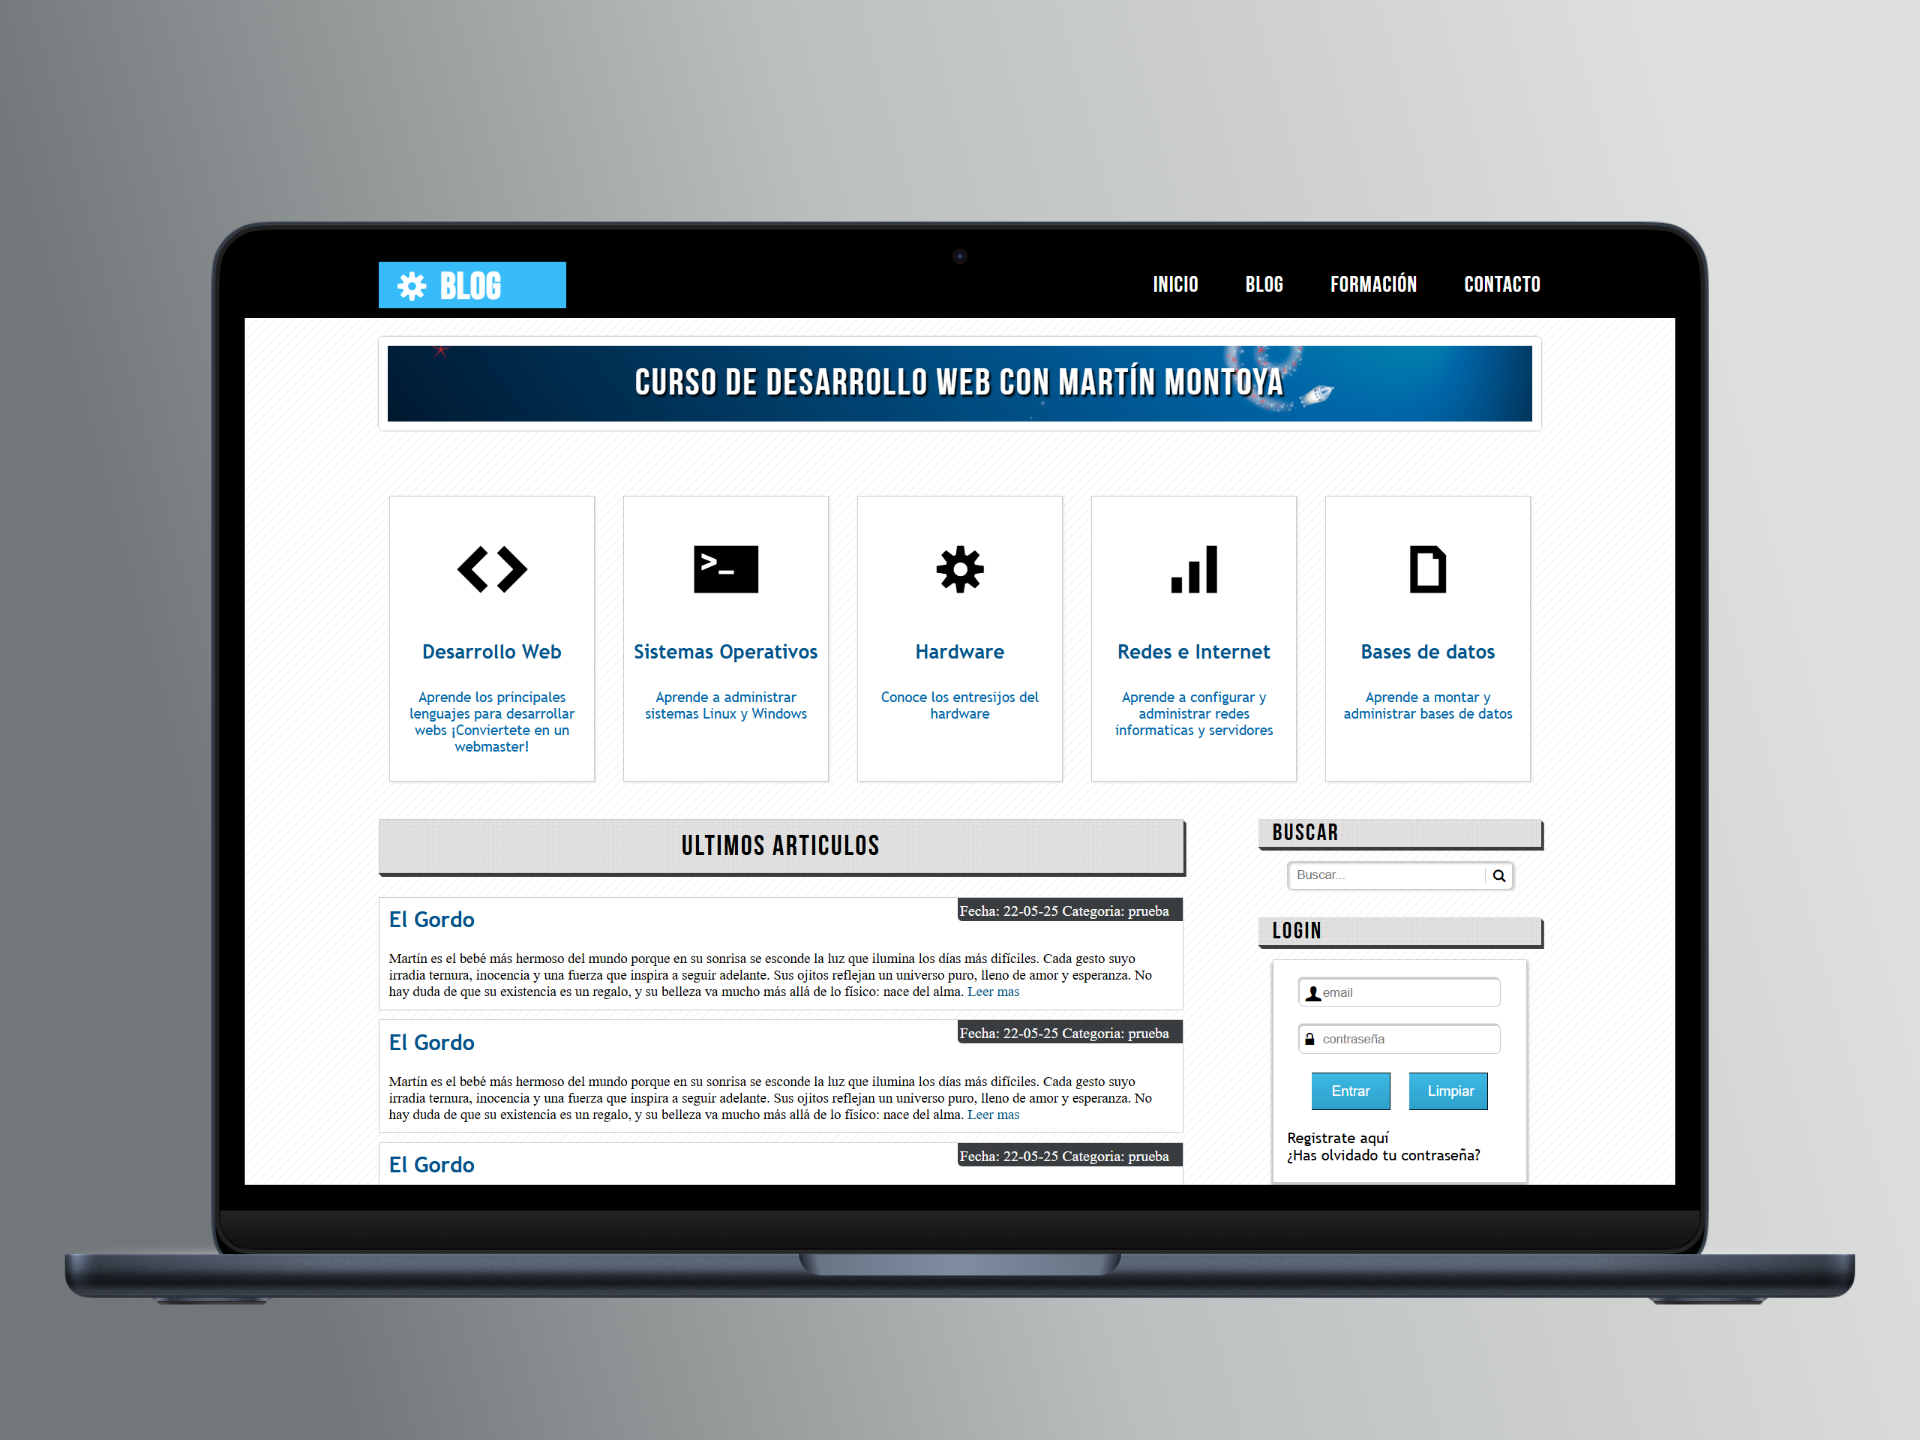 BLOG
INICIO BLOG FORMACIÓN CONTACTO
CURSO DE DESARROLLO WEB CON MARTÍN MONTOYA
Desarrollo Web
Aprende los principales
lenguajes para desarrollar
webs ¡Conviertete en un
webmaster!
Sistemas Operativos
Aprende a administrar
sistemas Linux y Windows
Hardware
Conoce los entresijos del
hardware
Redes e Internet
Aprende a configurar y
administrar redes
informaticas y servidores
Bases de datos
Aprende a montar y
administrar bases de datos
ULTIMOS ARTICULOS
El Gordo
Fecha: 22-05-25 Categoria: prueba
Martín es el bebé más hermoso del mundo porque en su sonrisa se esconde la luz que ilumina los días más difíciles. Cada gesto suyo
irradia ternura, inocencia y una fuerza que inspira a seguir adelante. Sus ojitos reflejan un universo puro, lleno de amor y esperanza. No
hay duda de que su existencia es un regalo, y su belleza va mucho más allá de lo físico: nace del alma. Leer mas
El Gordo
Fecha: 22-05-25 Categoria: prueba
Martín es el bebé más hermoso del mundo porque en su sonrisa se esconde la luz que ilumina los días más difíciles. Cada gesto suyo
irradia ternura, inocencia y una fuerza que inspira a seguir adelante. Sus ojitos reflejan un universo puro, lleno de amor y esperanza. No
hay duda de que su existencia es un regalo, y su belleza va mucho más allá de lo físico: nace del alma. Leer mas
El Gordo
Fecha: 22-05-25 Categoria: prueba
BUSCAR
Buscar...
LOGIN
email
contraseña
Entrar Limpiar
Registrate aquí
¿Has olvidado tu contraseña?